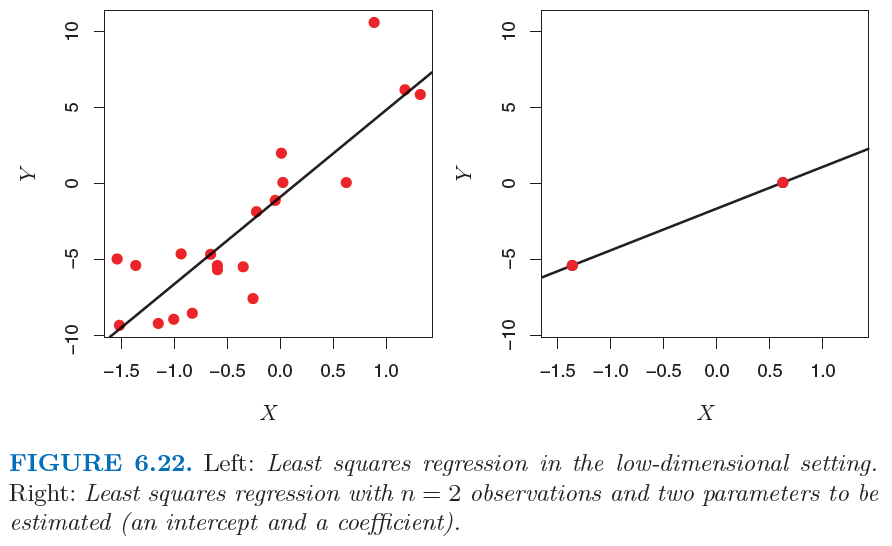 10
5
0
−5
−10
Y
−1.5 −1.0 −0.5 0.0 0.5 1.0
X
10
5
0
−5
−10
Y
−1.5 −1.0 −0.5 0.0 0.5 1.0
X
FIGURE 6.22. Left: Least squares regression in the low-dimensional setting.
Right: Least squares regression with n = 2 observations and two parameters to be
estimated (an intercept and a coefficient).